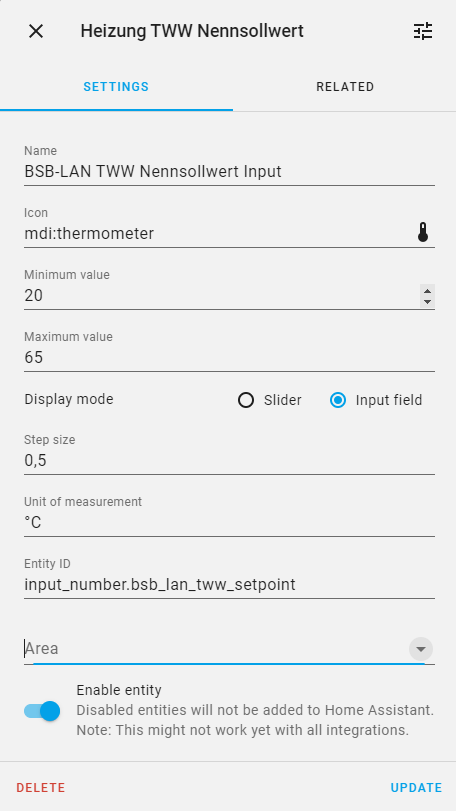 Heizung TWW Nennsollwert
SETTINGS
RELATED
Name
BSB-LAN TWW Nennsollwert Input
Icon
mdi:thermometer
Minimum value
20
Maximum value
65
Display mode
Slider
Input field
Step size
0,5
Unit of measurement
°C
Entity ID
input_number.bsb_lan_tww_setpoint
Area
Enable entity
Disabled entities will not be added to Home Assistant.
Note: This might not work yet with all integrations.
DELETE
UPDATE